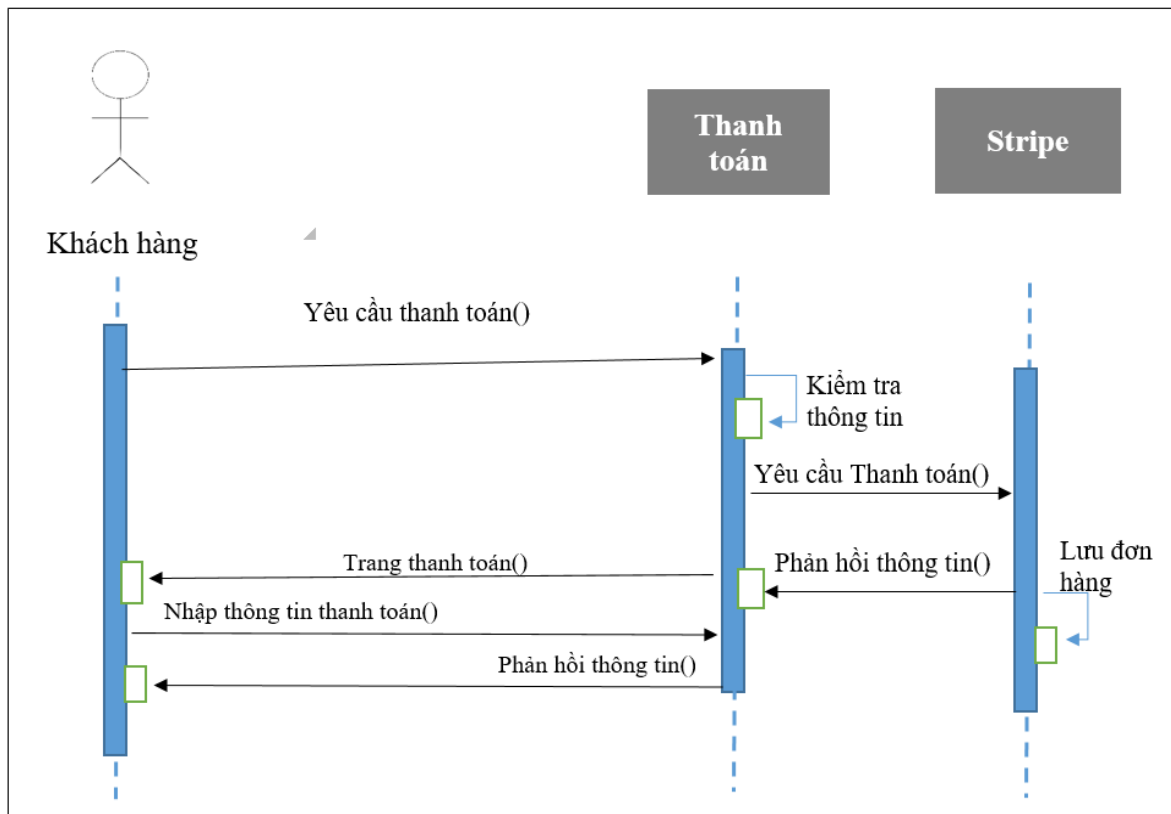 Thanh
toán
Stripe
Khách hàng
Yêu cầu thanh toán()
Kiểm tra
thông tin
Yêu cầu Thanh toán()
Lưu đơn
hàng
Trang thanh toán()
Phản hồi thông tin()
Nhập thông tin thanh toán()
Phản hồi thông tin()